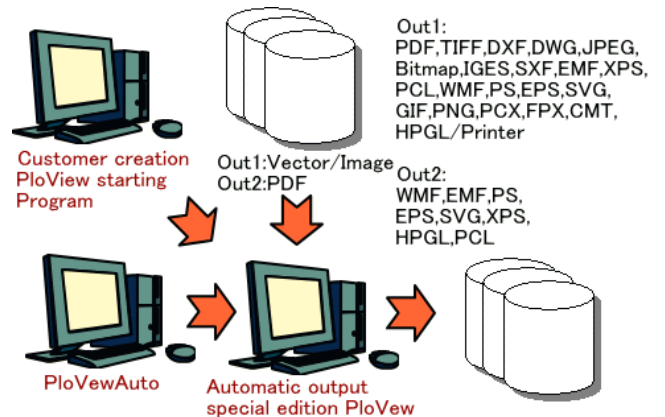 Out1:
PDF,TIFF,DXF,DWG,JPEG,
Bitmap,IGES,SXF,EMF,XPS,
PCL,WMF,PS,EPS,SVG,
GIF,PNG,PCX,FPX,CMT,
HPGL/Printer
Customer creation
PloView starting
Program
Out1:Vector/Image
Out2:PDF
Out2:
WMF,EMF,PS,
EPS,SVG,XPS,
HPGL,PCL
PloVewAuto
Automatic output
special edition PloVew